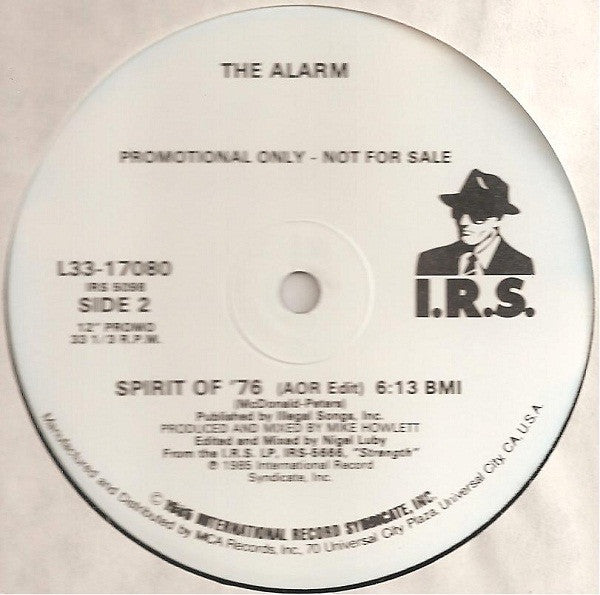 THE ALARM
PROMOTIONAL ONLY - NOT FOR SALE
I.R.S.
L33-17080
IRS 5098
SIDE 2
12" PROMO
33 1/3 R.P.M.
SPIRIT OF '76 (AOR Edit) 6:13 BMI
(McDonald-Peters)
Published by Illegal Songs, Inc.
PRODUCED AND MIXED BY MIKE HOWLETT
Edited and Mixed by Nigel Luby
From the I.R.S. LP, IRS-5666, "Strength"
℗ 1985 International Record
Syndicate, Inc.
© 1985 INTERNATIONAL RECORD SYNDICATE, INC.
Manufactured and Distributed by MCA Records, Inc., 70 Universal City Plaza, Universal City, CA. U.S.A.